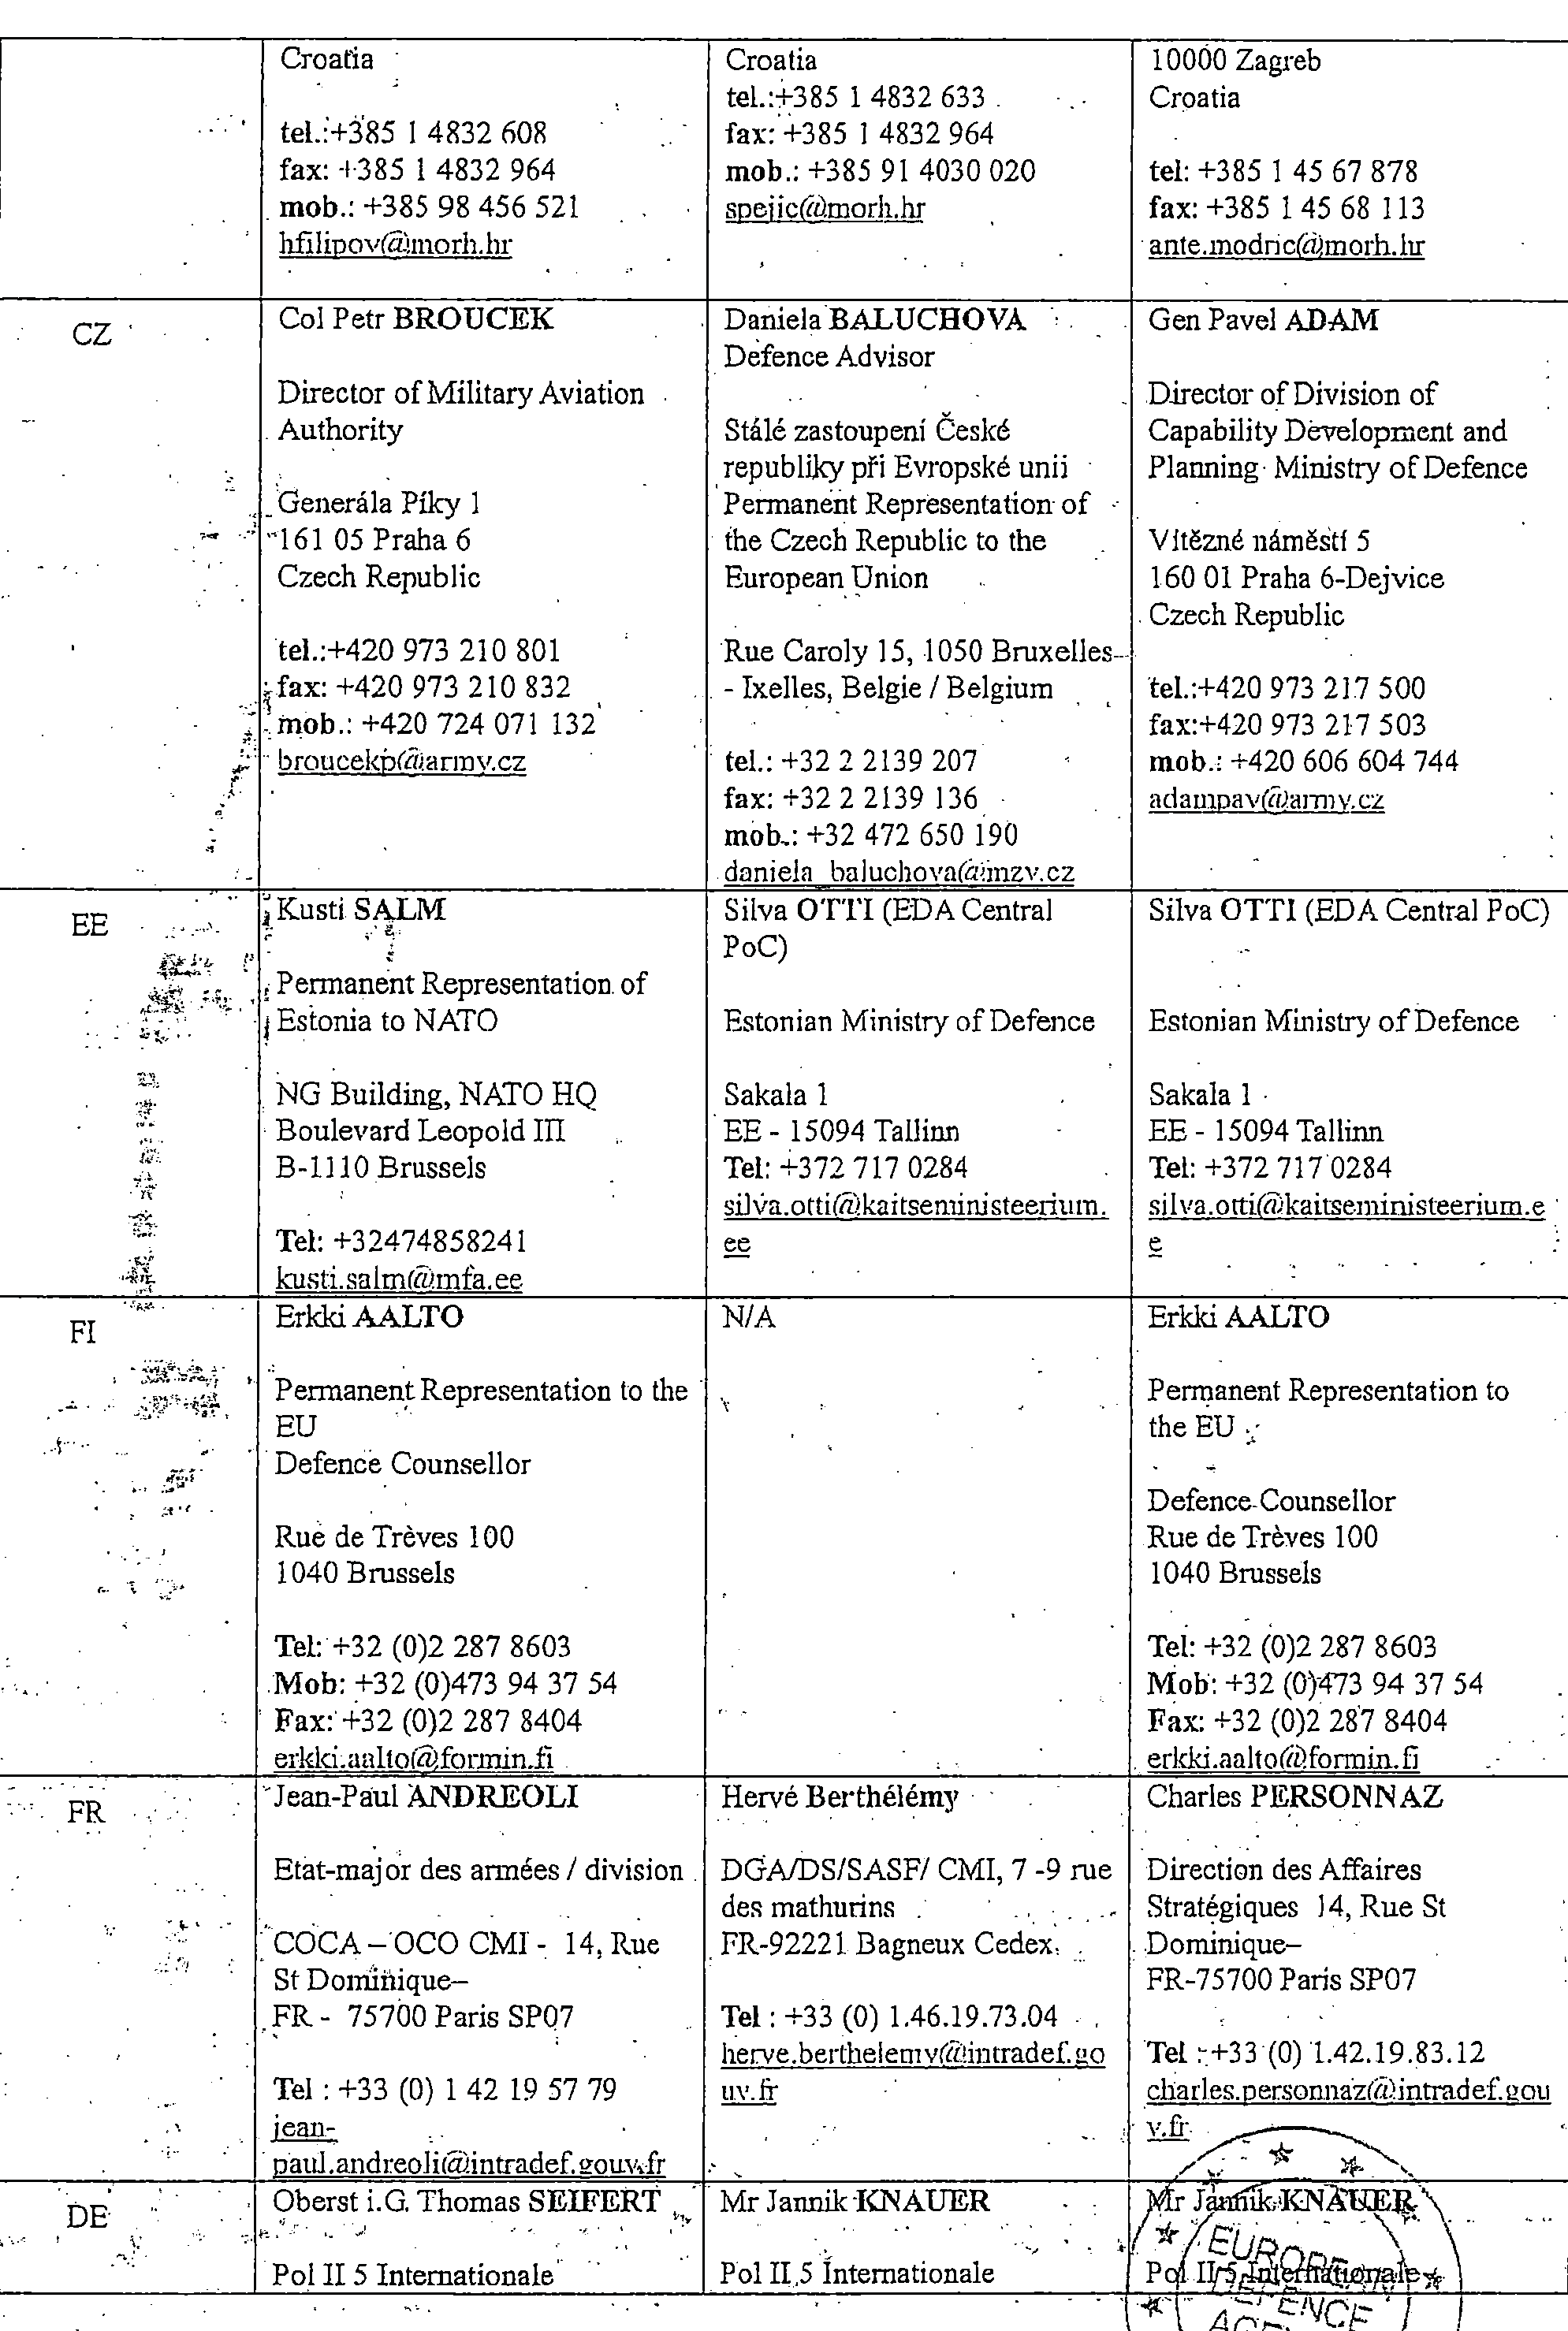 Croatia
tel.:+385 1 4832 608
fax: +385 1 4832 964
mob.: +385 98 456 521
hfilipov@morh.hr
Croatia
tel.:+385 1 4832 633
fax: +385 1 4832 964
mob.: +385 91 4030 020
spejic@morh.hr
10000 Zagreb
Croatia
tel: +385 1 45 67 878
fax: +385 1 45 68 113
ante.modric@morh.hr
CZ
Col Petr BROUCEK
Director of Military Aviation
Authority
Generála Píky 1
161 05 Praha 6
Czech Republic
tel.:+420 973 210 801
fax: +420 973 210 832
mob.: +420 724 071 132
broucekp@army.cz
Daniela BALUCHOVA
Defence Advisor
Stálé zastoupení České
republiky při Evropské unii
Permanent Representation of
the Czech Republic to the
European Union
Rue Caroly 15, 1050 Bruxelles-
- Ixelles, Belgie / Belgium
tel.: +32 2 2139 207
fax: +32 2 2139 136
mob.: +32 472 650 190
daniela_baluchova@mzv.cz
Gen Pavel ADAM
Director of Division of
Capability Development and
Planning Ministry of Defence
Vítězné náměstí 5
160 01 Praha 6-Dejvice
Czech Republic
tel.:+420 973 217 500
fax:+420 973 217 503
mob.: +420 606 604 744
adampav@army.cz
EE
Kusti SALM
Permanent Representation of
Estonia to NATO
NG Building, NATO HQ
Boulevard Leopold III
B-1110 Brussels
Tel: +32474858241
kusti.salm@mfa.ee
Silva OTTI (EDA Central
PoC)
Estonian Ministry of Defence
Sakala 1
EE - 15094 Tallinn
Tel: +372 717 0284
silva.otti@kaitseministeerium.
ee
Silva OTTI (EDA Central PoC)
Estonian Ministry of Defence
Sakala 1
EE - 15094 Tallinn
Tel: +372 717 0284
silva.otti@kaitseministeerium.e
e
FI
Erkki AALTO
Permanent Representation to the
EU
Defence Counsellor
Rue de Trèves 100
1040 Brussels
Tel: +32 (0)2 287 8603
Mob: +32 (0)473 94 37 54
Fax: +32 (0)2 287 8404
erkki.aalto@formin.fi
N/A
Erkki AALTO
Permanent Representation to
the EU
Defence Counsellor
Rue de Trèves 100
1040 Brussels
Tel: +32 (0)2 287 8603
Mob: +32 (0)473 94 37 54
Fax: +32 (0)2 287 8404
erkki.aalto@formin.fi
FR
Jean-Paul ANDREOLI
Etat-major des armées / division
COCA – OCO CMI - 14, Rue
St Dominique–
FR - 75700 Paris SP07
Tel : +33 (0) 1 42 19 57 79
jean-
paul.andreoli@intradef.gouv.fr
Hervé Berthélémy
DGA/DS/SASF/ CMI, 7 -9 rue
des mathurins
FR-92221 Bagneux Cedex
Tel : +33 (0) 1.46.19.73.04
herve.berthelemy@intradef.go
uv.fr
Charles PERSONNAZ
Direction des Affaires
Stratégiques 14, Rue St
Dominique–
FR-75700 Paris SP07
Tel : +33 (0) 1.42.19.83.12
charles.personnaz@intradef.gou
v.fr
DE
Oberst i.G. Thomas SEIFERT
Pol II 5 Internationale
Mr Jannik KNAUER
Pol II 5 Internationale
Mr Jannik KNAUER
Pol II 5 Internationale
EUROPEAN
DEFENCE